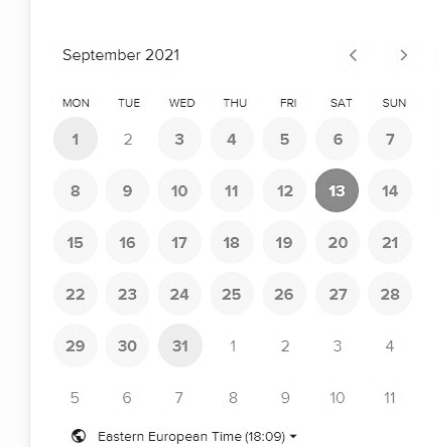 September 2021 < >
MON TUE WED THU FRI SAT SUN
1 2 3 4 5 6 7
8 9 10 11 12 13 14
15 16 17 18 19 20 21
22 23 24 25 26 27 28
29 30 31 1 2 3 4
5 6 7 8 9 10 11
Eastern European Time (18:09)